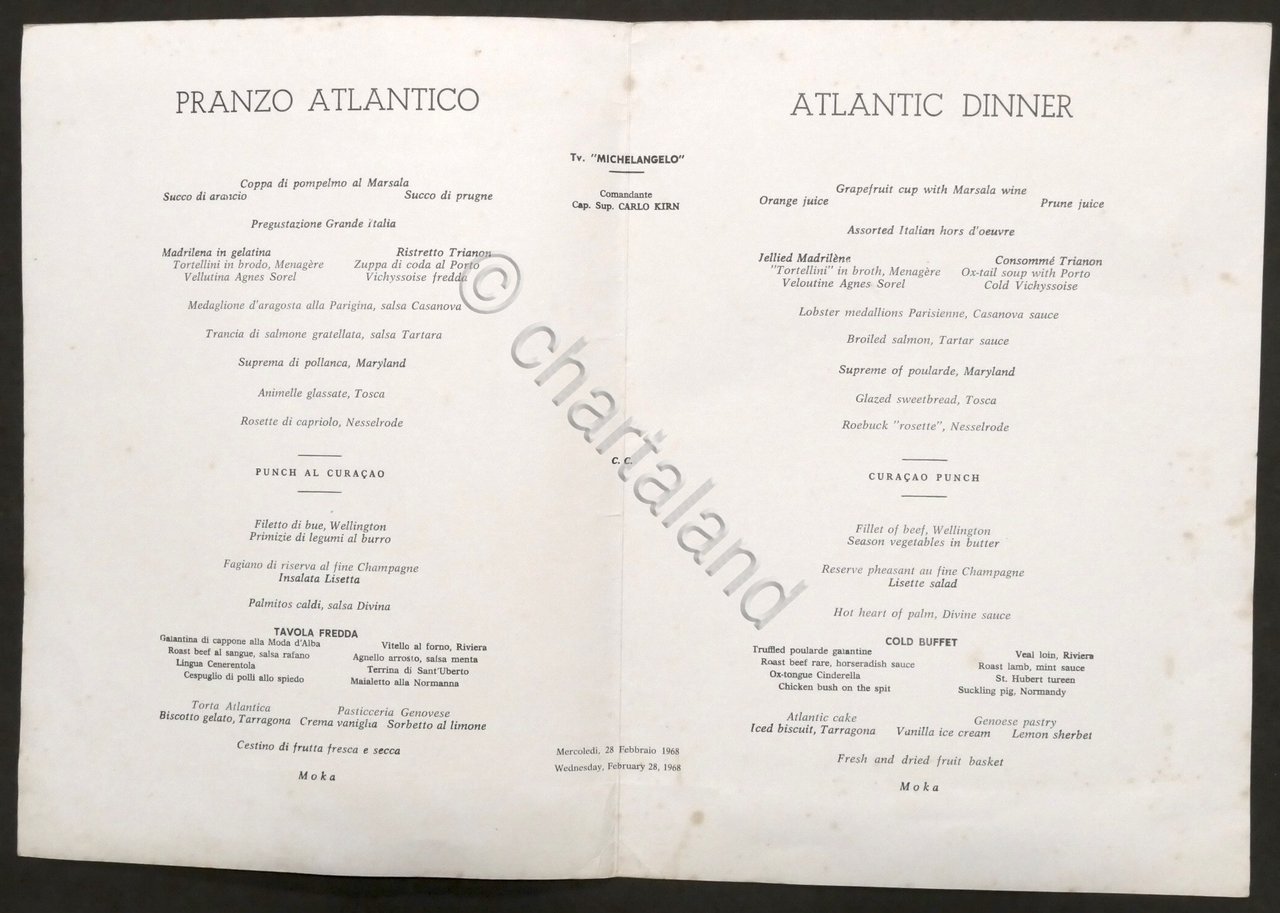 PRANZO ATLANTICO
Coppa di pompelmo al Marsala
Succo di arancio Succo di prugne
Pregustazione Grande Italia
Madrilena in gelatina Ristretto Trianon
Tortellini in brodo, Menagère Zuppa di coda al Porto
Vellutina Agnes Sorel Vichyssoise fredda
Medaglione d'aragosta alla Parigina, salsa Casanova
Trancia di salmone gratellata, salsa Tartara
Suprema di pollanca, Maryland
Animelle glassate, Tosca
Rosette di capriolo, Nesselrode
PUNCH AL CURAÇAO
Filetto di bue, Wellington
Primizie di legumi al burro
Fagiano di riserva al fine Champagne
Insalata Lisetta
Palmitos caldi, salsa Divina
TAVOLA FREDDA
Galantina di cappone alla Moda d'Alba Vitello al forno, Riviera
Roast beef al sangue, salsa rafano Agnello arrosto, salsa menta
Lingua Cenerentola Terrina di Sant'Uberto
Cespuglio di polli allo spiedo Maialetto alla Normanna
Torta Atlantica Pasticceria Genovese
Biscotto gelato, Tarragona Crema vaniglia Sorbetto al limone
Cestino di frutta fresca e secca
Moka
Tv. "MICHELANGELO"
Comandante
Cap. Sup. CARLO KIRN
C. C.
Mercoledì, 28 Febbraio 1968
Wednesday, February 28, 1968
ATLANTIC DINNER
Grapefruit cup with Marsala wine
Orange juice Prune juice
Assorted Italian hors d'oeuvre
Jellied Madrilène Consommé Trianon
"Tortellini" in broth, Menagère Ox-tail soup with Porto
Veloutine Agnes Sorel Cold Vichyssoise
Lobster medallions Parisienne, Casanova sauce
Broiled salmon, Tartar sauce
Supreme of poularde, Maryland
Glazed sweetbread, Tosca
Roebuck "rosette", Nesselrode
CURAÇAO PUNCH
Fillet of beef, Wellington
Season vegetables in butter
Reserve pheasant au fine Champagne
Lisette salad
Hot heart of palm, Divine sauce
COLD BUFFET
Truffled poularde galantine Veal loin, Riviera
Roast beef rare, horseradish sauce Roast lamb, mint sauce
Ox-tongue Cinderella St. Hubert tureen
Chicken bush on the spit Suckling pig, Normandy
Atlantic cake Genoese pastry
Iced biscuit, Tarragona Vanilla ice cream Lemon sherbet
Fresh and dried fruit basket
Moka
© chartaland